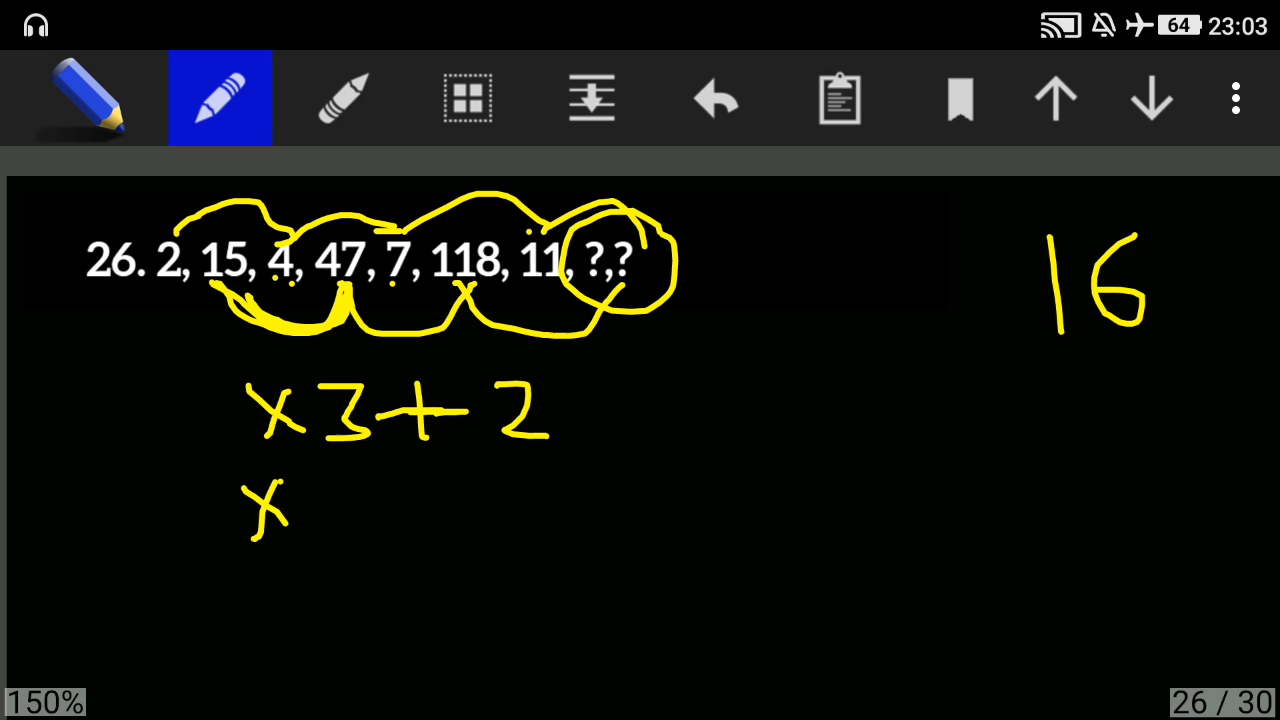 64 23:03
26. 2, 15, 4, 47, 7, 118, 11, ?,?
16
x3+2
x
150%
26 / 30